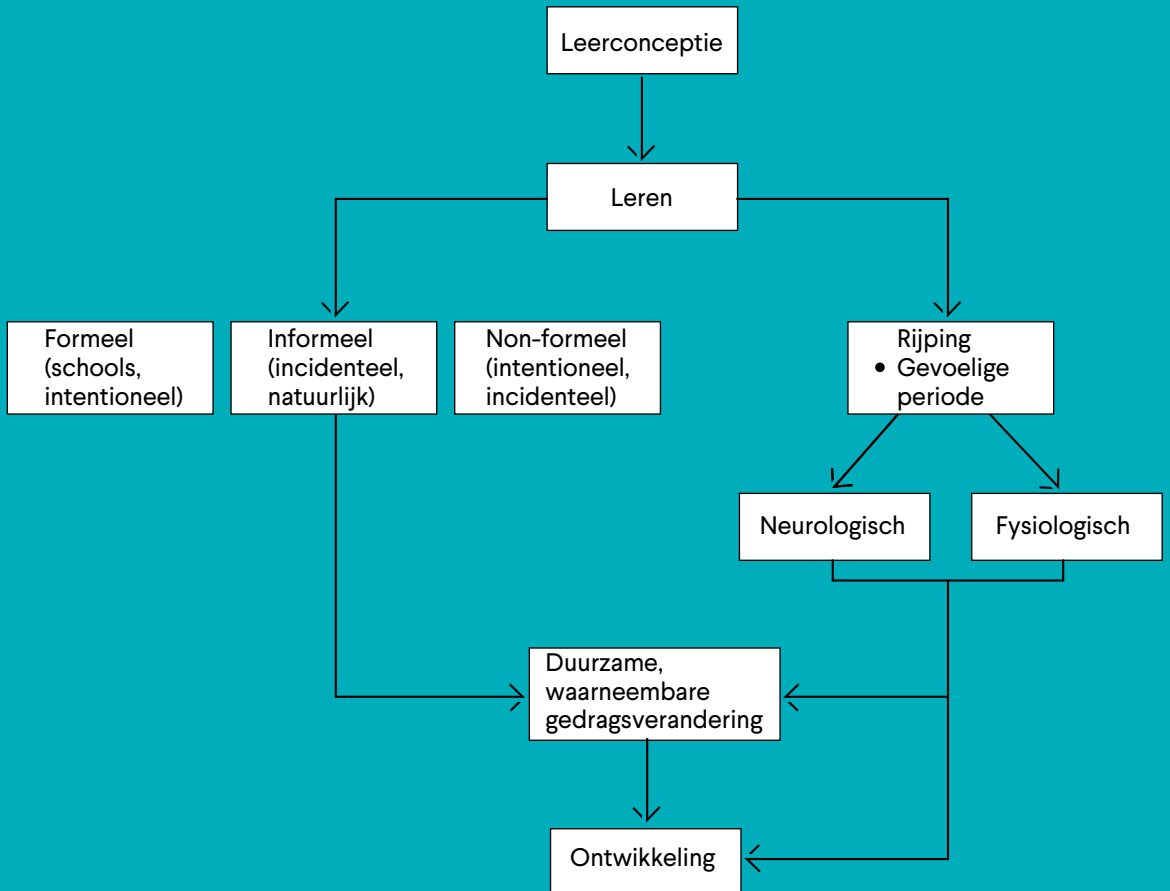 Leerconceptie
Leren
Formeel
(schools,
intentioneel)
Informeel
(incidenteel,
natuurlijk)
Non-formeel
(intentioneel,
incidenteel)
Rijping
• Gevoelige
periode
Neurologisch
Fysiologisch
Duurzame,
waarneembare
gedragsverandering
Ontwikkeling